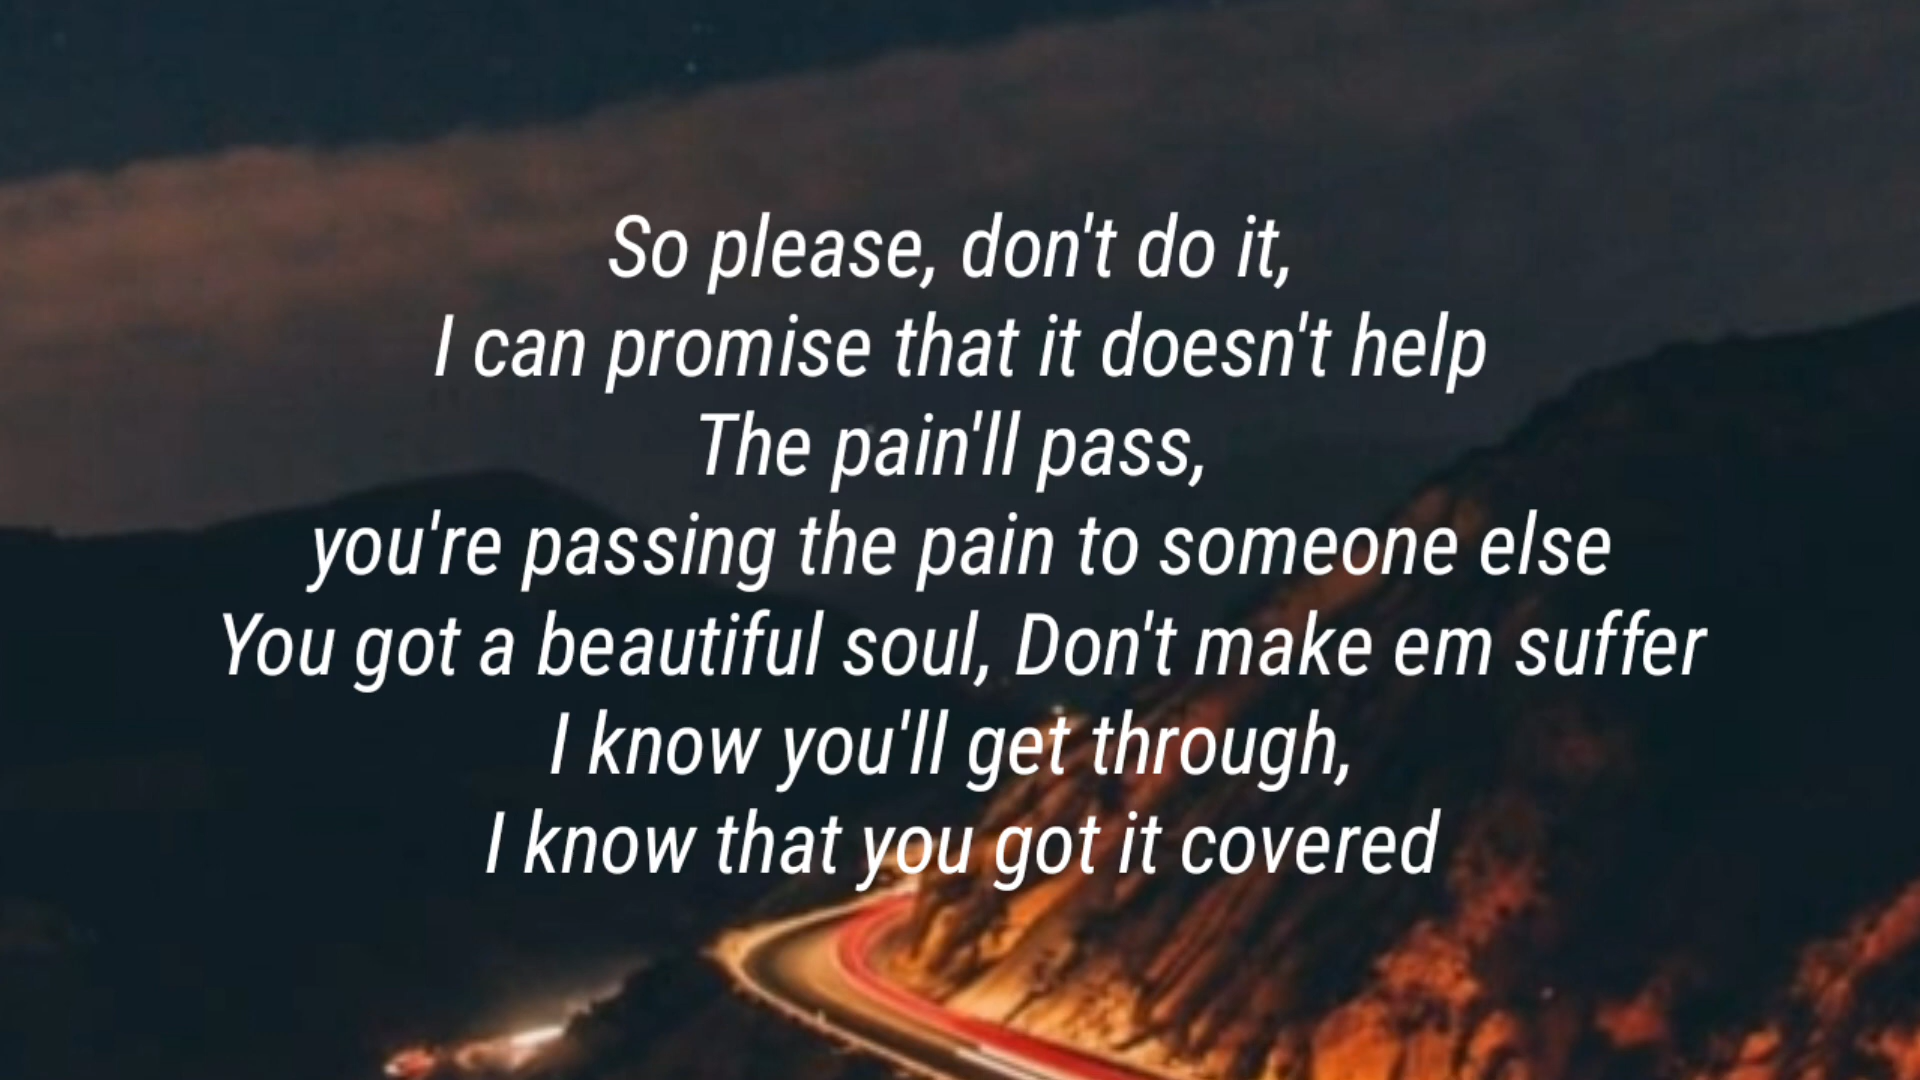 So please, don't do it,
I can promise that it doesn't help
The pain'll pass,
you're passing the pain to someone else
You got a beautiful soul, Don't make em suffer
I know you'll get through,
I know that you got it covered